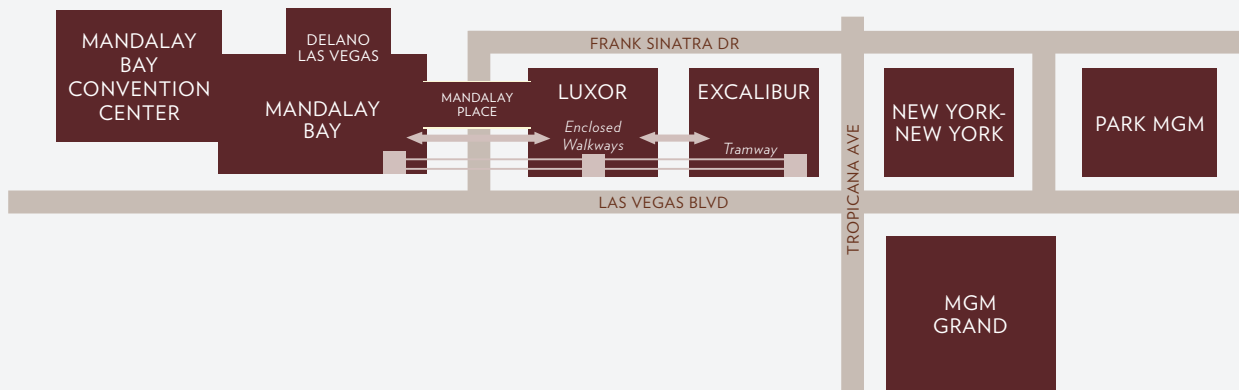 MANDALAY
BAY
CONVENTION
CENTER
DELANO
LAS VEGAS
MANDALAY
BAY
MANDALAY
PLACE
FRANK SINATRA DR
LUXOR
Enclosed
Walkways
EXCALIBUR
Tramway
TROPICANA AVE
NEW YORK-
NEW YORK
PARK MGM
LAS VEGAS BLVD
MGM
GRAND